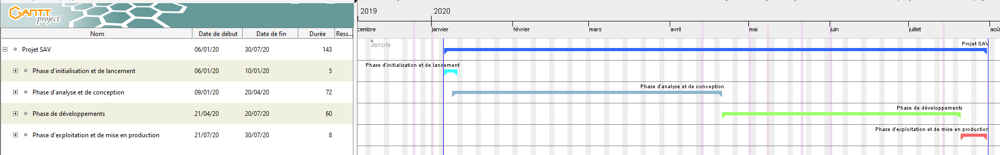 GANTT
project
2019
2020
cembre
janvier
février
mars
avril
mai
juin
juillet
aoû
Nom
Date de début
Date de fin
Durée
Ress...
09/12/19
Projet SAV
06/01/20
30/07/20
143
Projet SAV
Phase d'initialisation et de lancement
06/01/20
10/01/20
5
Phase d'initialisation et de lancement
Phase d'analyse et de conception
09/01/20
20/04/20
72
Phase d'analyse et de conception
Phase de développements
21/04/20
20/07/20
60
Phase de développements
Phase d'exploitation et de mise en production
21/07/20
30/07/20
8
Phase d'exploitation et de mise en production